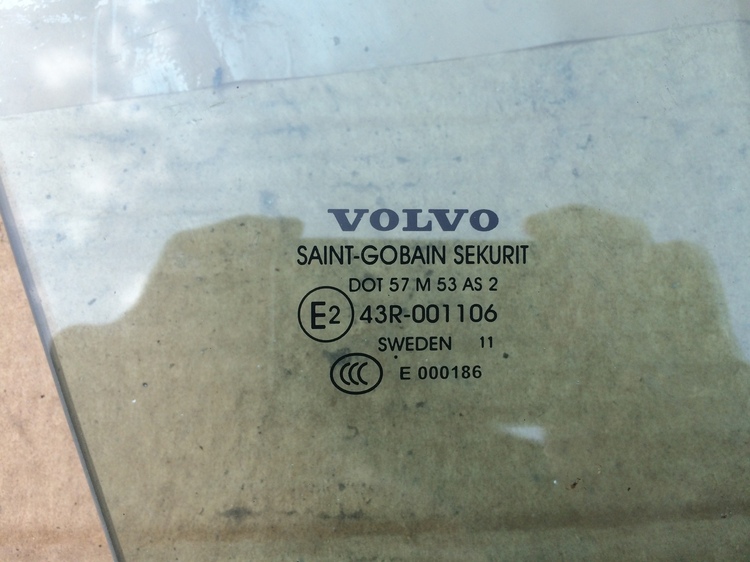 VOLVO
SAINT-GOBAIN SEKURIT
DOT 57 M 53 AS 2
E2 43R-001106
SWEDEN 11
CCC E 000186